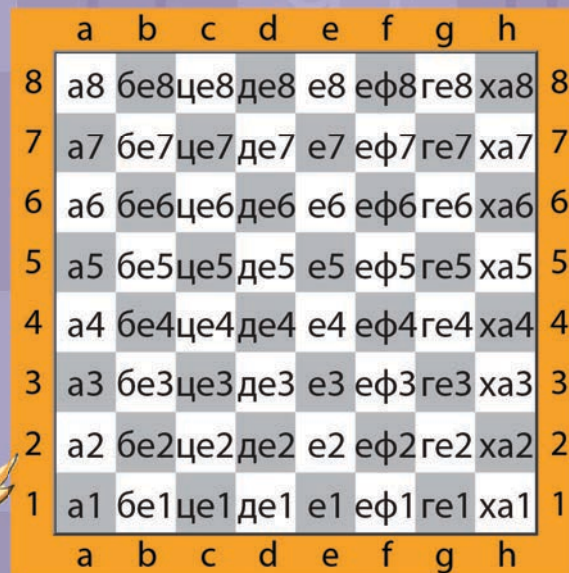 a b c d e f g h
8 а8 бе8 це8 де8 е8 еф8 ге8 ха8 8
7 а7 бе7 це7 де7 е7 еф7 ге7 ха7 7
6 а6 бе6 це6 де6 е6 еф6 ге6 ха6 6
5 а5 бе5 це5 де5 е5 еф5 ге5 ха5 5
4 а4 бе4 це4 де4 е4 еф4 ге4 ха4 4
3 а3 бе3 це3 де3 е3 еф3 ге3 ха3 3
2 а2 бе2 це2 де2 е2 еф2 ге2 ха2 2
1 а1 бе1 це1 де1 е1 еф1 ге1 ха1 1
a b c d e f g h